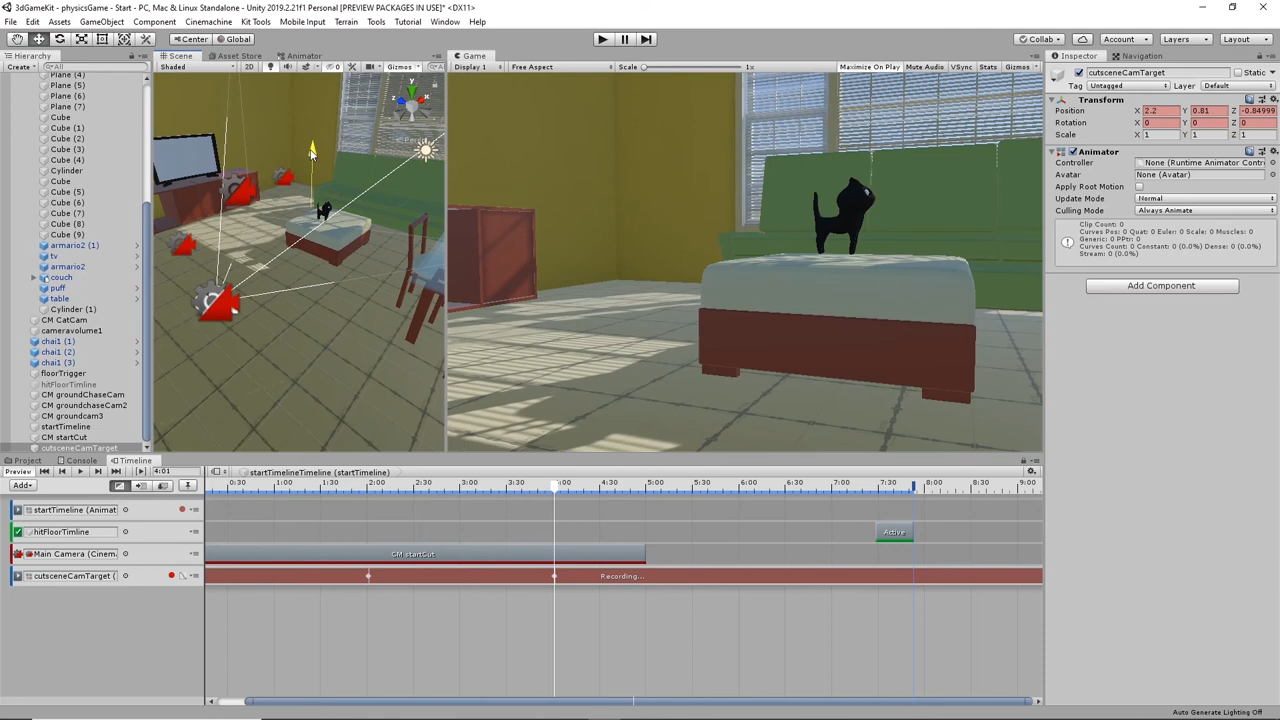 3dGameKit - physicsGame - Start - PC, Mac & Linux Standalone - Unity 2019.2.21f1 Personal [PREVIEW PACKAGES IN USE]* <DX11>
File Edit Assets GameObject Component Cinemachine Kit Tools Mobile Input Terrain Tools Tutorial Window Help
Center Global Collab Account Layers Layout
Hierarchy Scene Asset Store Animator Game Inspector Navigation
Create All Shaded 2D 0 Gizmos All Display 1 Free Aspect Scale 1x Maximize On Play Mute Audio VSync Stats Gizmos
cutsceneCamTarget Static
Tag Untagged Layer Default
Transform
Position X 2.2 Y 0.81 Z -0.84999
Rotation X 0 Y 0 Z 0
Scale X 1 Y 1 Z 1
Animator
Controller None (Runtime Animator Contr
Avatar None (Avatar)
Apply Root Motion
Update Mode Normal
Culling Mode Always Animate
Clip Count: 0
Curves Pos: 0 Quat: 0 Euler: 0 Scale: 0 Muscles: 0
Generic: 0 PPtr: 0
Curves Count: 0 Constant: 0 (0.0%) Dense: 0 (0.0%)
Stream: 0 (0.0%)
Add Component
Plane (4)
Plane (5)
Plane (6)
Plane (7)
Cube
Cube (1)
Cube (2)
Cube (3)
Cube (4)
Cylinder
Cube
Cube (5)
Cube (6)
Cube (7)
Cube (8)
Cube (9)
armario2 (1)
tv
armario2
couch
puff
table
Cylinder (1)
CM CatCam
cameravolume1
chai1 (1)
chai1 (2)
chai1 (3)
floorTrigger
hitFloorTimline
CM groundChaseCam
CM groundchaseCam2
CM groundcam3
startTimeline
CM startCut
cutsceneCamTarget
y x z
Project Console Timeline
Preview 4:01 startTimelineTimeline (startTimeline)
Add 0:30 1:00 1:30 2:00 2:30 3:00 3:30 4:00 4:30 5:00 5:30 6:00 6:30 7:00 7:30 8:00 8:30 9:00
startTimeline (Animat
hitFloorTimline Active
Main Camera (Cinem CM startCut
cutsceneCamTarget ( Recording...
Auto Generate Lighting Off